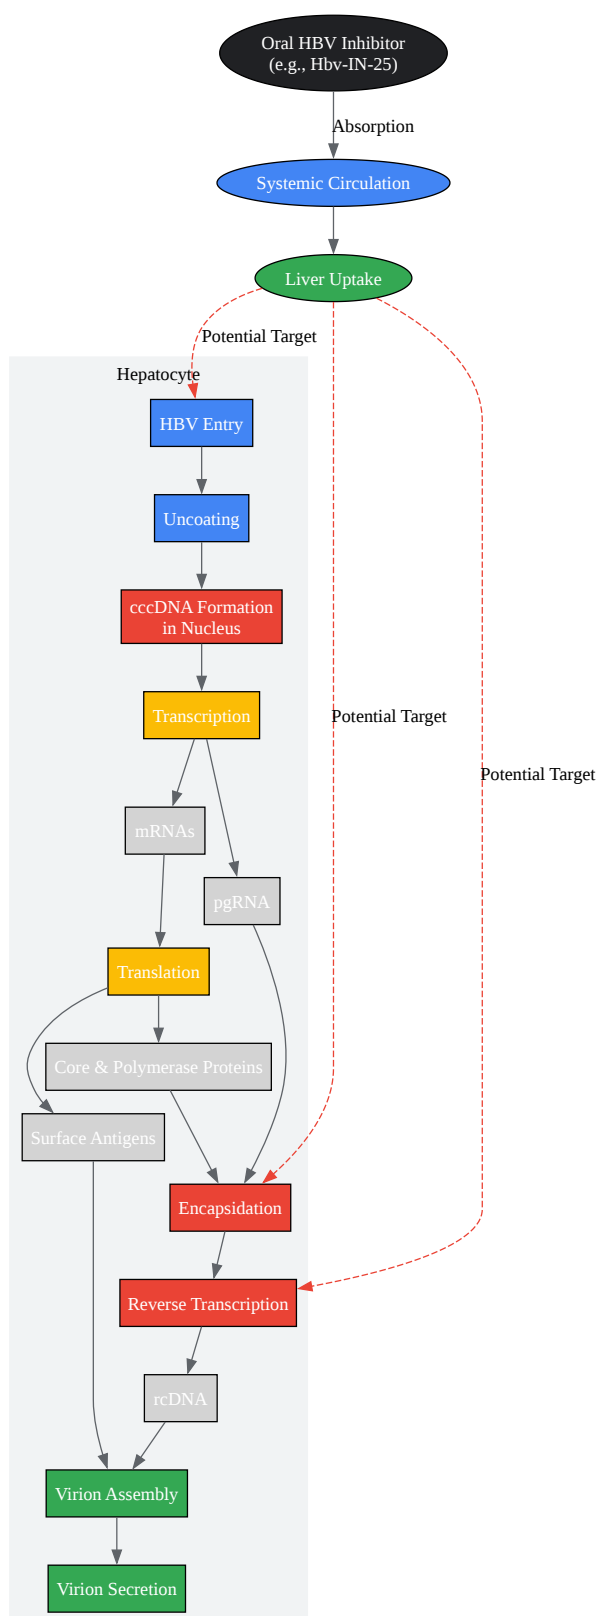 Oral HBV Inhibitor
(e.g., Hbv-IN-25)
Absorption
Systemic Circulation
Liver Uptake
Potential Target
Hepatocyte
HBV Entry
Uncoating
cccDNA Formation
in Nucleus
Transcription
Potential Target
Potential Target
mRNAs
pgRNA
Translation
Core & Polymerase Proteins
Surface Antigens
Encapsidation
Reverse Transcription
rcDNA
Virion Assembly
Virion Secretion